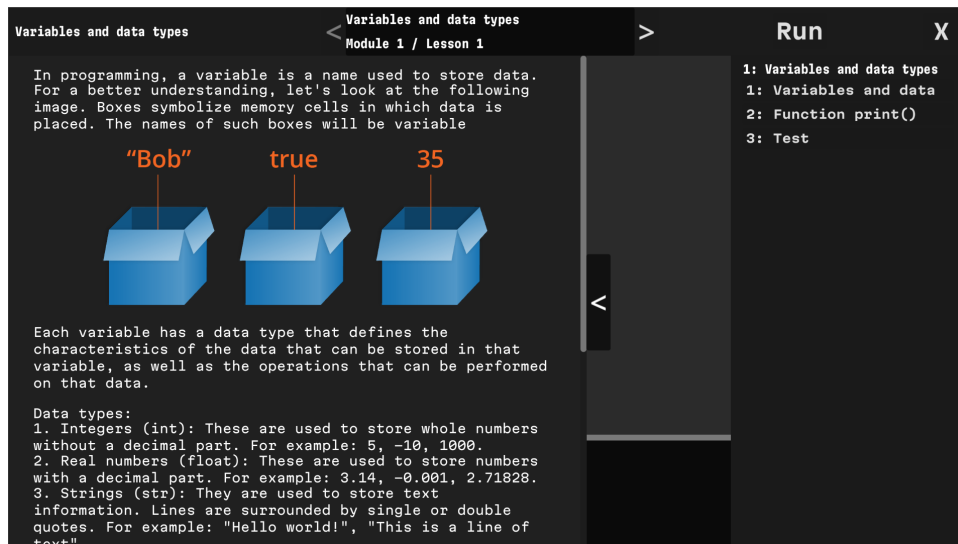 Variables and data types
<
Variables and data types
Module 1 / Lesson 1
>
Run
X
In programming, a variable is a name used to store data.
For a better understanding, let's look at the following
image. Boxes symbolize memory cells in which data is
placed. The names of such boxes will be variable
“Bob”
true
35
Each variable has a data type that defines the
characteristics of the data that can be stored in that
variable, as well as the operations that can be performed
on that data.
Data types:
1. Integers (int): These are used to store whole numbers
without a decimal part. For example: 5, -10, 1000.
2. Real numbers (float): These are used to store numbers
with a decimal part. For example: 3.14, -0.001, 2.71828.
3. Strings (str): They are used to store text
information. Lines are surrounded by single or double
quotes. For example: "Hello world!", "This is a line of
text"
<
1: Variables and data types
1: Variables and data
2: Function print()
3: Test